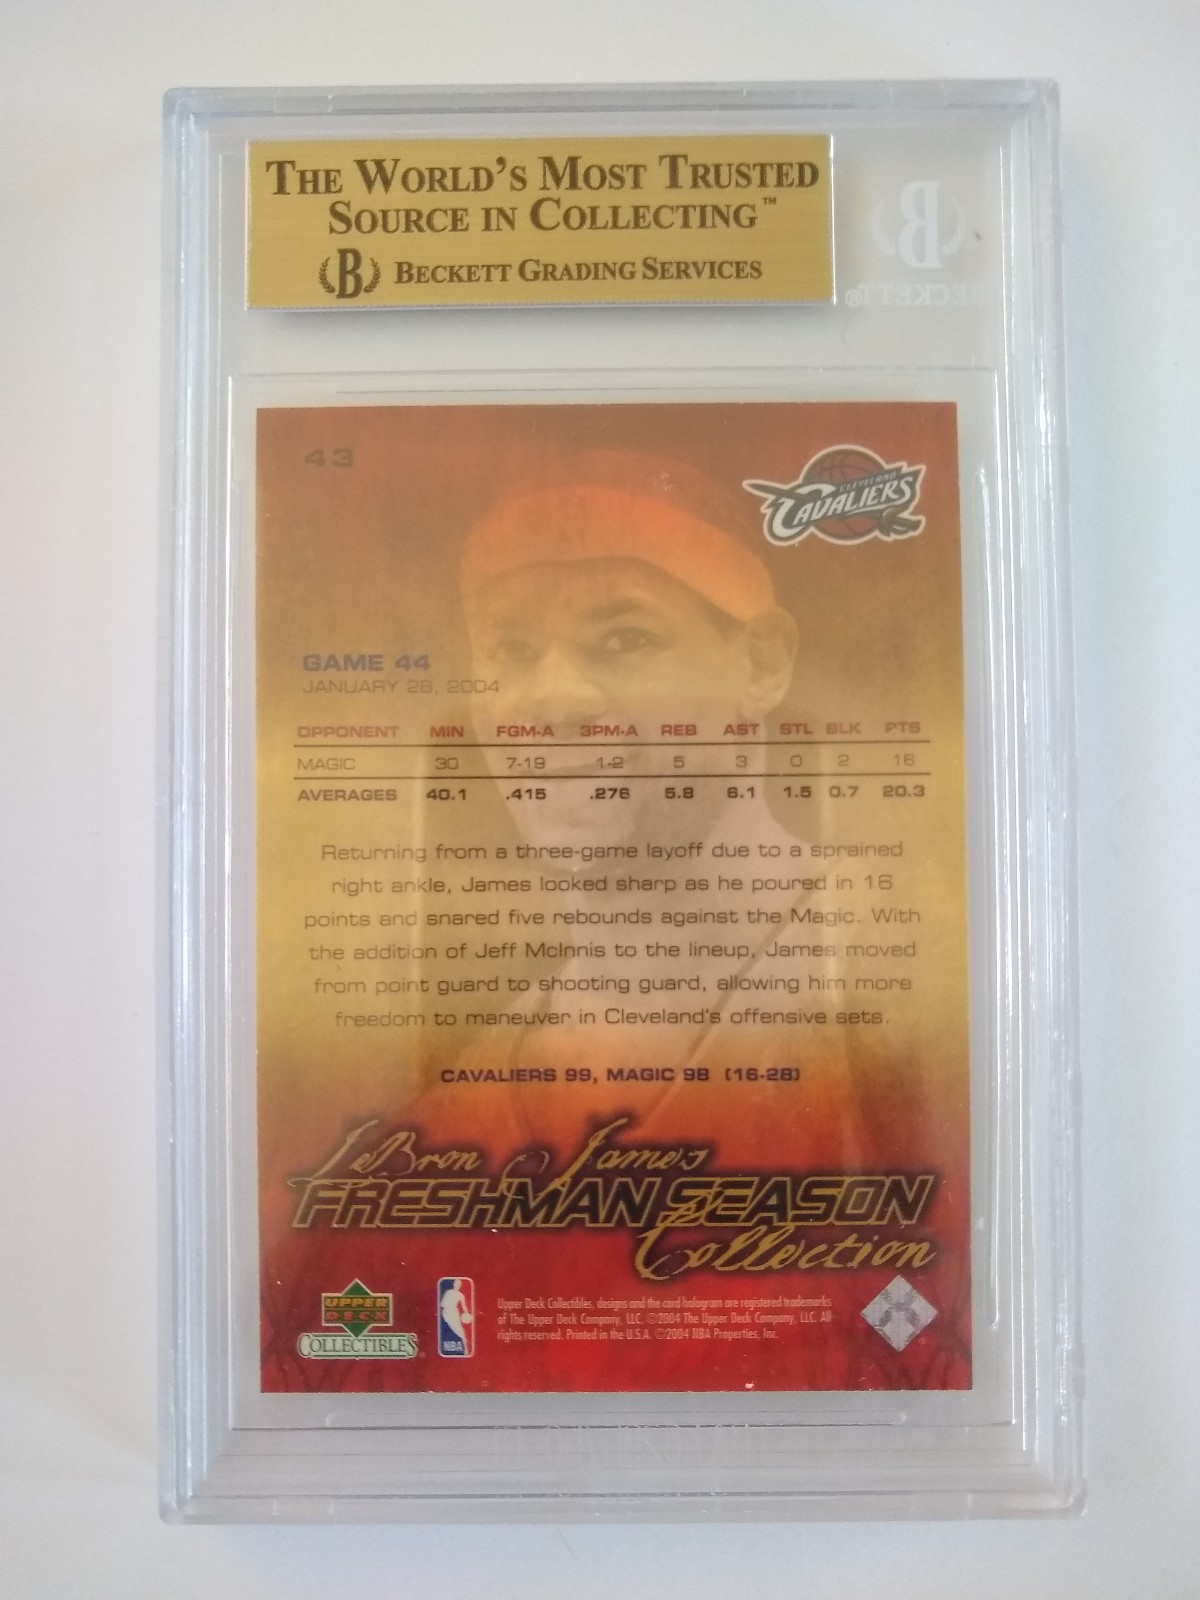 THE WORLD'S MOST TRUSTED
SOURCE IN COLLECTING™
B BECKETT GRADING SERVICES
B
BECKETT®
43
CLEVELAND
CAVALIERS
GAME 44
JANUARY 26, 2004
OPPONENT MIN FGM-A 3PM-A REB AST STL BLK PTS
MAGIC 30 7-19 1-2 5 3 0 2 16
AVERAGES 40.1 .415 .276 5.8 6.1 1.5 0.7 20.3
Returning from a three-game layoff due to a sprained
right ankle, James looked sharp as he poured in 16
points and snared five rebounds against the Magic. With
the addition of Jeff McInnis to the lineup, James moved
from point guard to shooting guard, allowing him more
freedom to maneuver in Cleveland's offensive sets.
CAVALIERS 99, MAGIC 98 (16-28)
LeBron James
FRESHMAN SEASON
Collection
UPPER
DECK
COLLECTIBLES
NBA
Upper Deck Collectibles, designs and the card hologram are registered trademarks
of The Upper Deck Company, LLC. ©2004 The Upper Deck Company, LLC. All
rights reserved. Printed in the U.S.A. ©2004 NBA Properties, Inc.